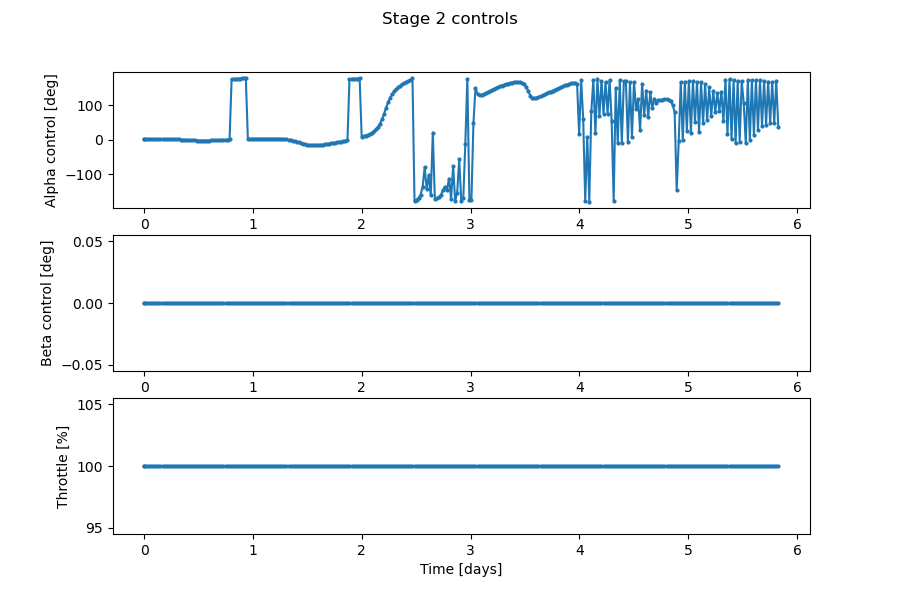 Stage 2 controls
Alpha control [deg]
100
0
−100
0 1 2 3 4 5 6
Beta control [deg]
0.05
0.00
−0.05
0 1 2 3 4 5 6
Throttle [%]
105
100
95
0 1 2 3 4 5 6
Time [days]